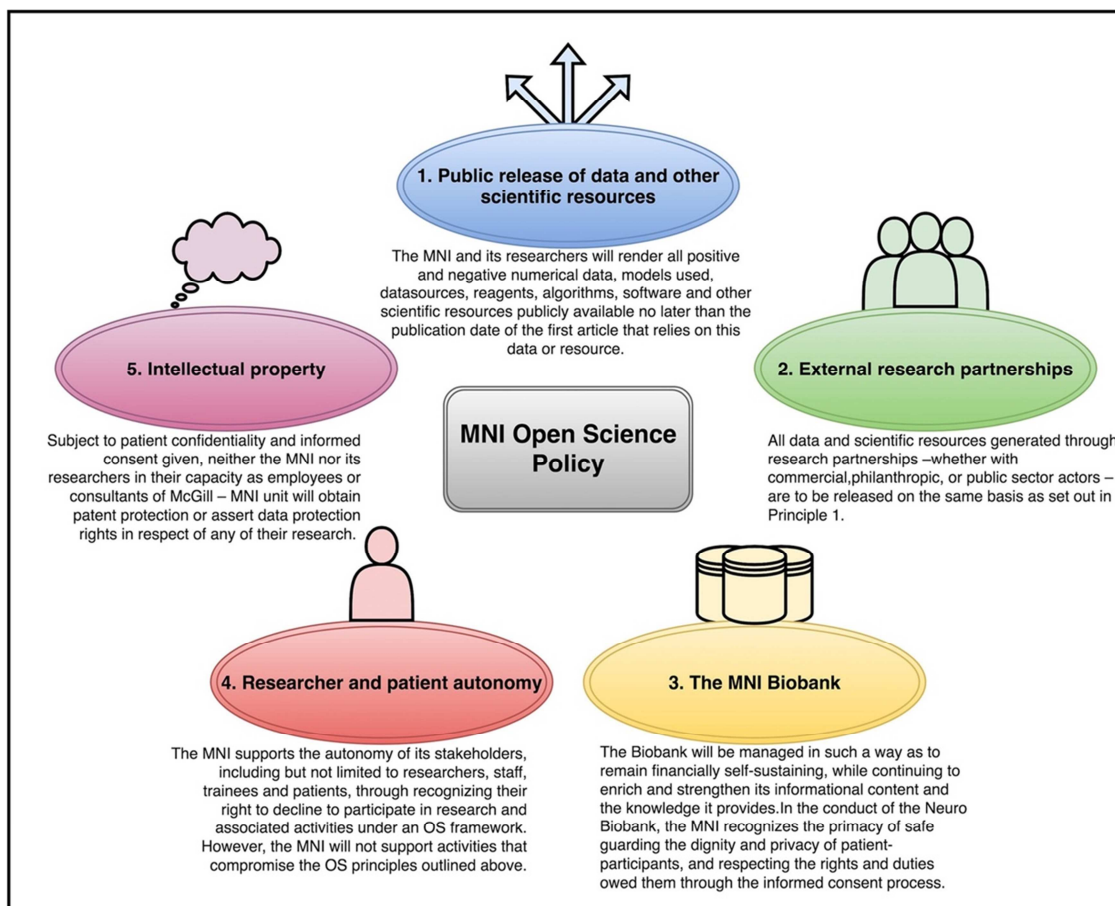 1. Public release of data and other
scientific resources
The MNI and its researchers will render all positive
and negative numerical data, models used,
datasources, reagents, algorithms, software and other
scientific resources publicly available no later than the
publication date of the first article that relies on this
data or resource.
2. External research partnerships
All data and scientific resources generated through
research partnerships –whether with
commercial,philanthropic, or public sector actors –
are to be released on the same basis as set out in
Principle 1.
MNI Open Science
Policy
3. The MNI Biobank
The Biobank will be managed in such a way as to
remain financially self-sustaining, while continuing to
enrich and strengthen its informational content and
the knowledge it provides.In the conduct of the Neuro
Biobank, the MNI recognizes the primacy of safe
guarding the dignity and privacy of patient-
participants, and respecting the rights and duties
owed them through the informed consent process.
4. Researcher and patient autonomy
The MNI supports the autonomy of its stakeholders,
including but not limited to researchers, staff,
trainees and patients, through recognizing their
right to decline to participate in research and
associated activities under an OS framework.
However, the MNI will not support activities that
compromise the OS principles outlined above.
5. Intellectual property
Subject to patient confidentiality and informed
consent given, neither the MNI nor its
researchers in their capacity as employees or
consultants of McGill – MNI unit will obtain
patent protection or assert data protection
rights in respect of any of their research.